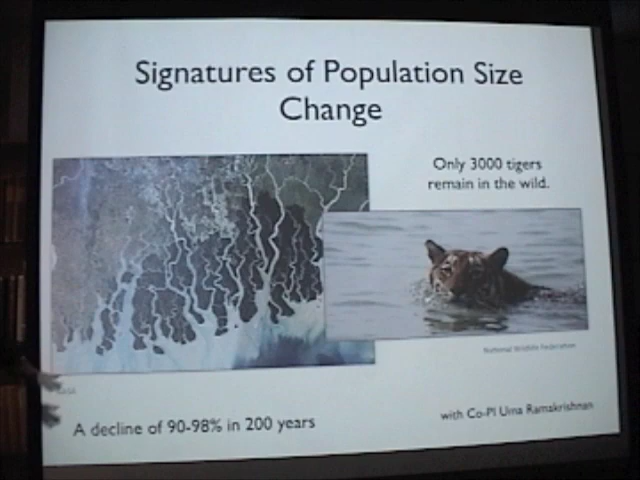 Signatures of Population Size
Change
Only 3000 tigers
remain in the wild.
National Wildlife Federation
NASA
A decline of 90-98% in 200 years
with Co-PI Uma Ramakrishnan